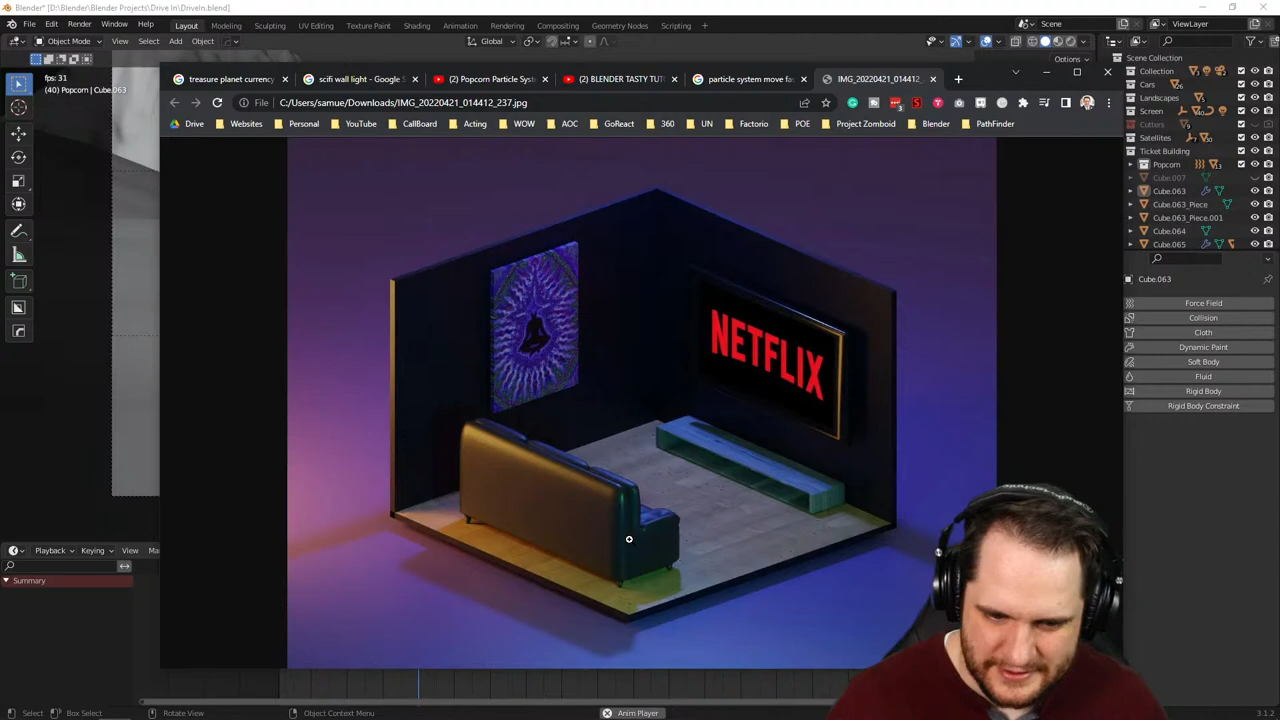 Blender* [D:\Blender\Blender Projects\Drive In\DriveIn.blend]
File Edit Render Window Help
Layout Modeling Sculpting UV Editing Texture Paint Shading Animation Rendering Compositing Geometry Nodes Scripting
Scene
ViewLayer
Object Mode View Select Add Object
Global
Options
fps: 31
(40) Popcorn | Cube.063
treasure planet currency
scifi wall light - Google S
(2) Popcorn Particle Sy
(2) BLENDER TASTY TUT
particle system move fa
IMG_20220421_014412_
File C:/Users/samue/Downloads/IMG_20220421_014412_237.jpg
Drive Websites Personal YouTube CallBoard Acting WOW AOC GoReact 360 UN Factorio POE Project Zomboid Blender PathFinder
NETFLIX
Scene Collection
Collection
Cars
Landscapes
Screen
Cutters
Satellites
Ticket Building
Popcorn
Cube.007
Cube.063
Cube.063_Piece
Cube.063_Piece.001
Cube.064
Cube.065
Cube.063
Force Field
Collision
Cloth
Dynamic Paint
Soft Body
Fluid
Rigid Body
Rigid Body Constraint
Playback Keying View Ma
Summary
Select Box Select Rotate View Object Context Menu Anim Player 3.1.2